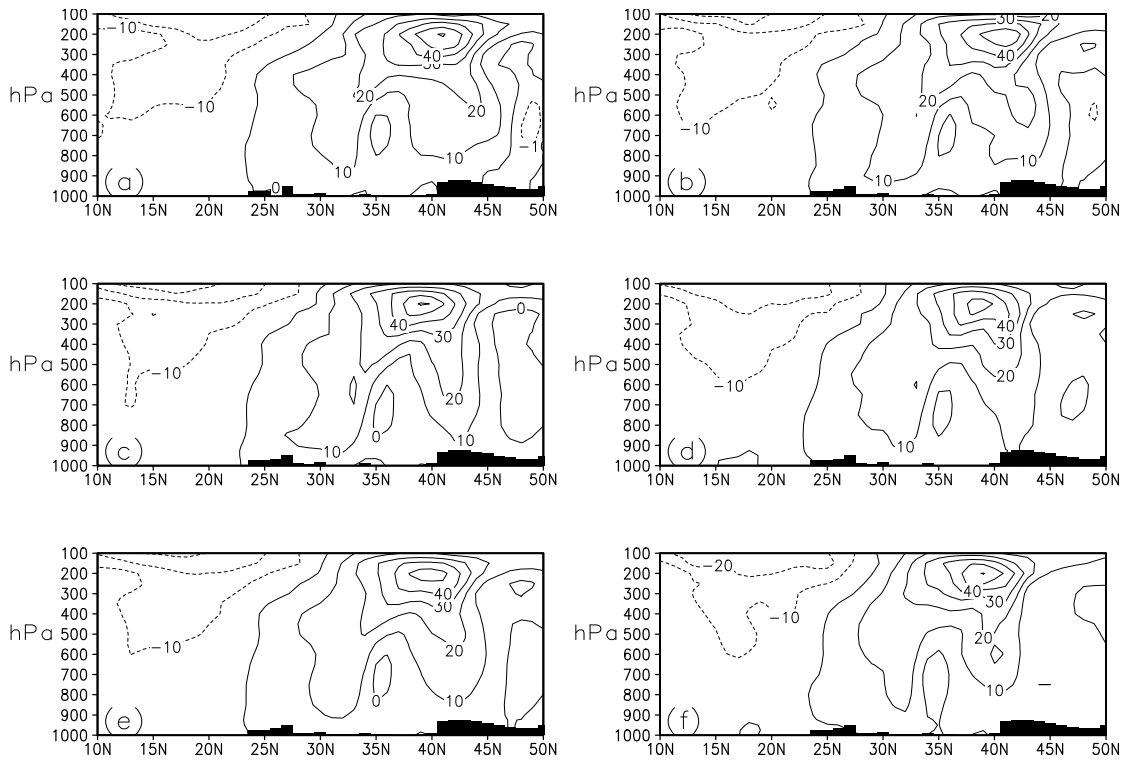 100 200 300 400 500 600 700 800 900 1000
hPa
−10 −10 40 30 20 20 10 10 0 −10
(a)
10N 15N 20N 25N 30N 35N 40N 45N 50N
100 200 300 400 500 600 700 800 900 1000
hPa
30 20 40 20 −10 10 10
(b)
10N 15N 20N 25N 30N 35N 40N 45N 50N
100 200 300 400 500 600 700 800 900 1000
hPa
0 40 30 −10 20 0 10 10
(c)
10N 15N 20N 25N 30N 35N 40N 45N 50N
100 200 300 400 500 600 700 800 900 1000
hPa
40 30 20 −10 10
(d)
10N 15N 20N 25N 30N 35N 40N 45N 50N
100 200 300 400 500 600 700 800 900 1000
hPa
40 30 −10 20 0 10
(e)
10N 15N 20N 25N 30N 35N 40N 45N 50N
100 200 300 400 500 600 700 800 900 1000
hPa
−20 40 30 −10 20 10
(f)
10N 15N 20N 25N 30N 35N 40N 45N 50N